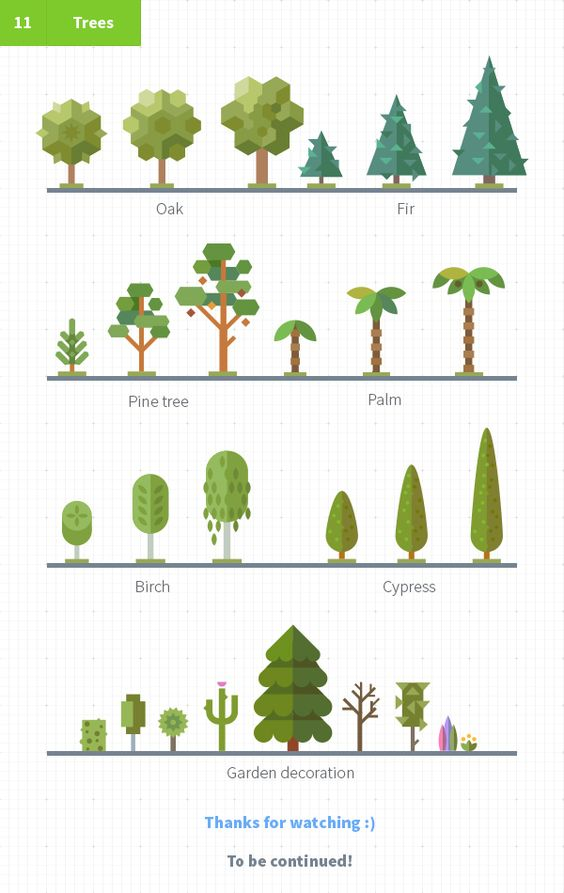 11 Trees
Oak Fir
Pine tree Palm
Birch Cypress
Garden decoration
Thanks for watching :)
To be continued!